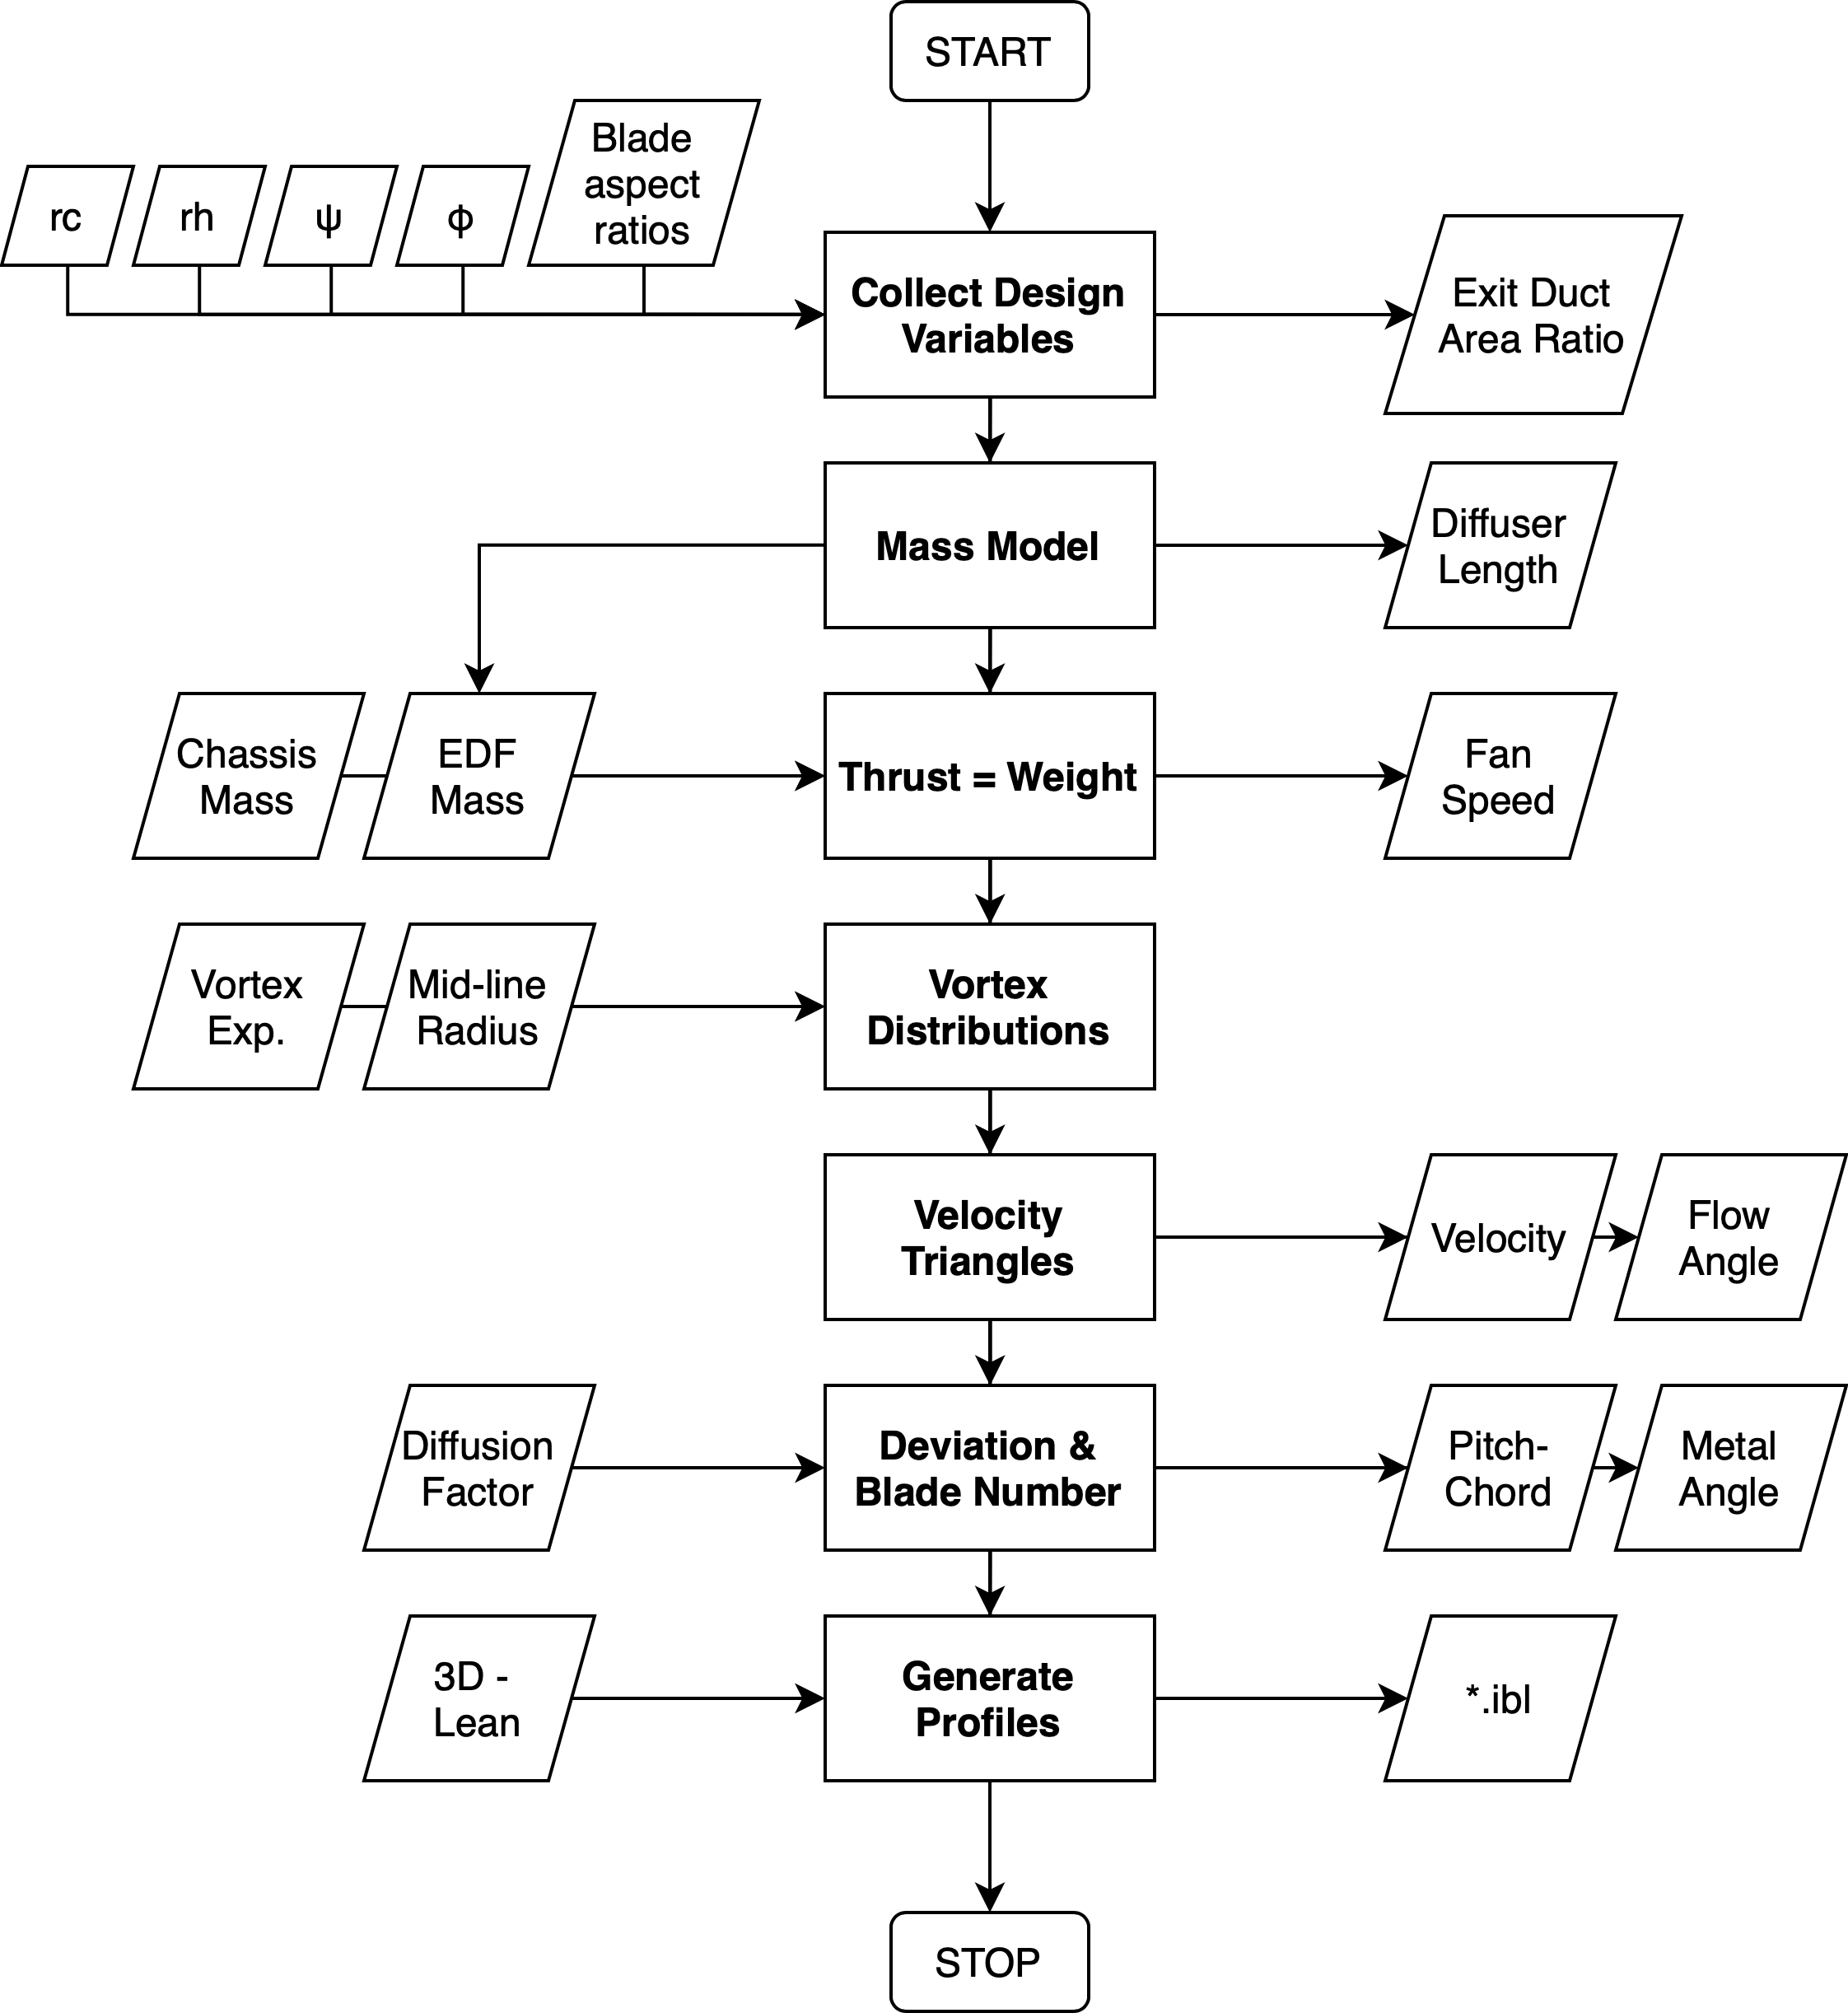 START
rc
rh
ψ
ϕ
Blade
aspect
ratios
Collect Design
Variables
Exit Duct
Area Ratio
Mass Model
Diffuser
Length
Chassis
Mass
EDF
Mass
Thrust = Weight
Fan
Speed
Vortex
Exp.
Mid-line
Radius
Vortex
Distributions
Velocity
Triangles
Velocity
Flow
Angle
Diffusion
Factor
Deviation &
Blade Number
Pitch-
Chord
Metal
Angle
3D -
Lean
Generate
Profiles
*.ibl
STOP